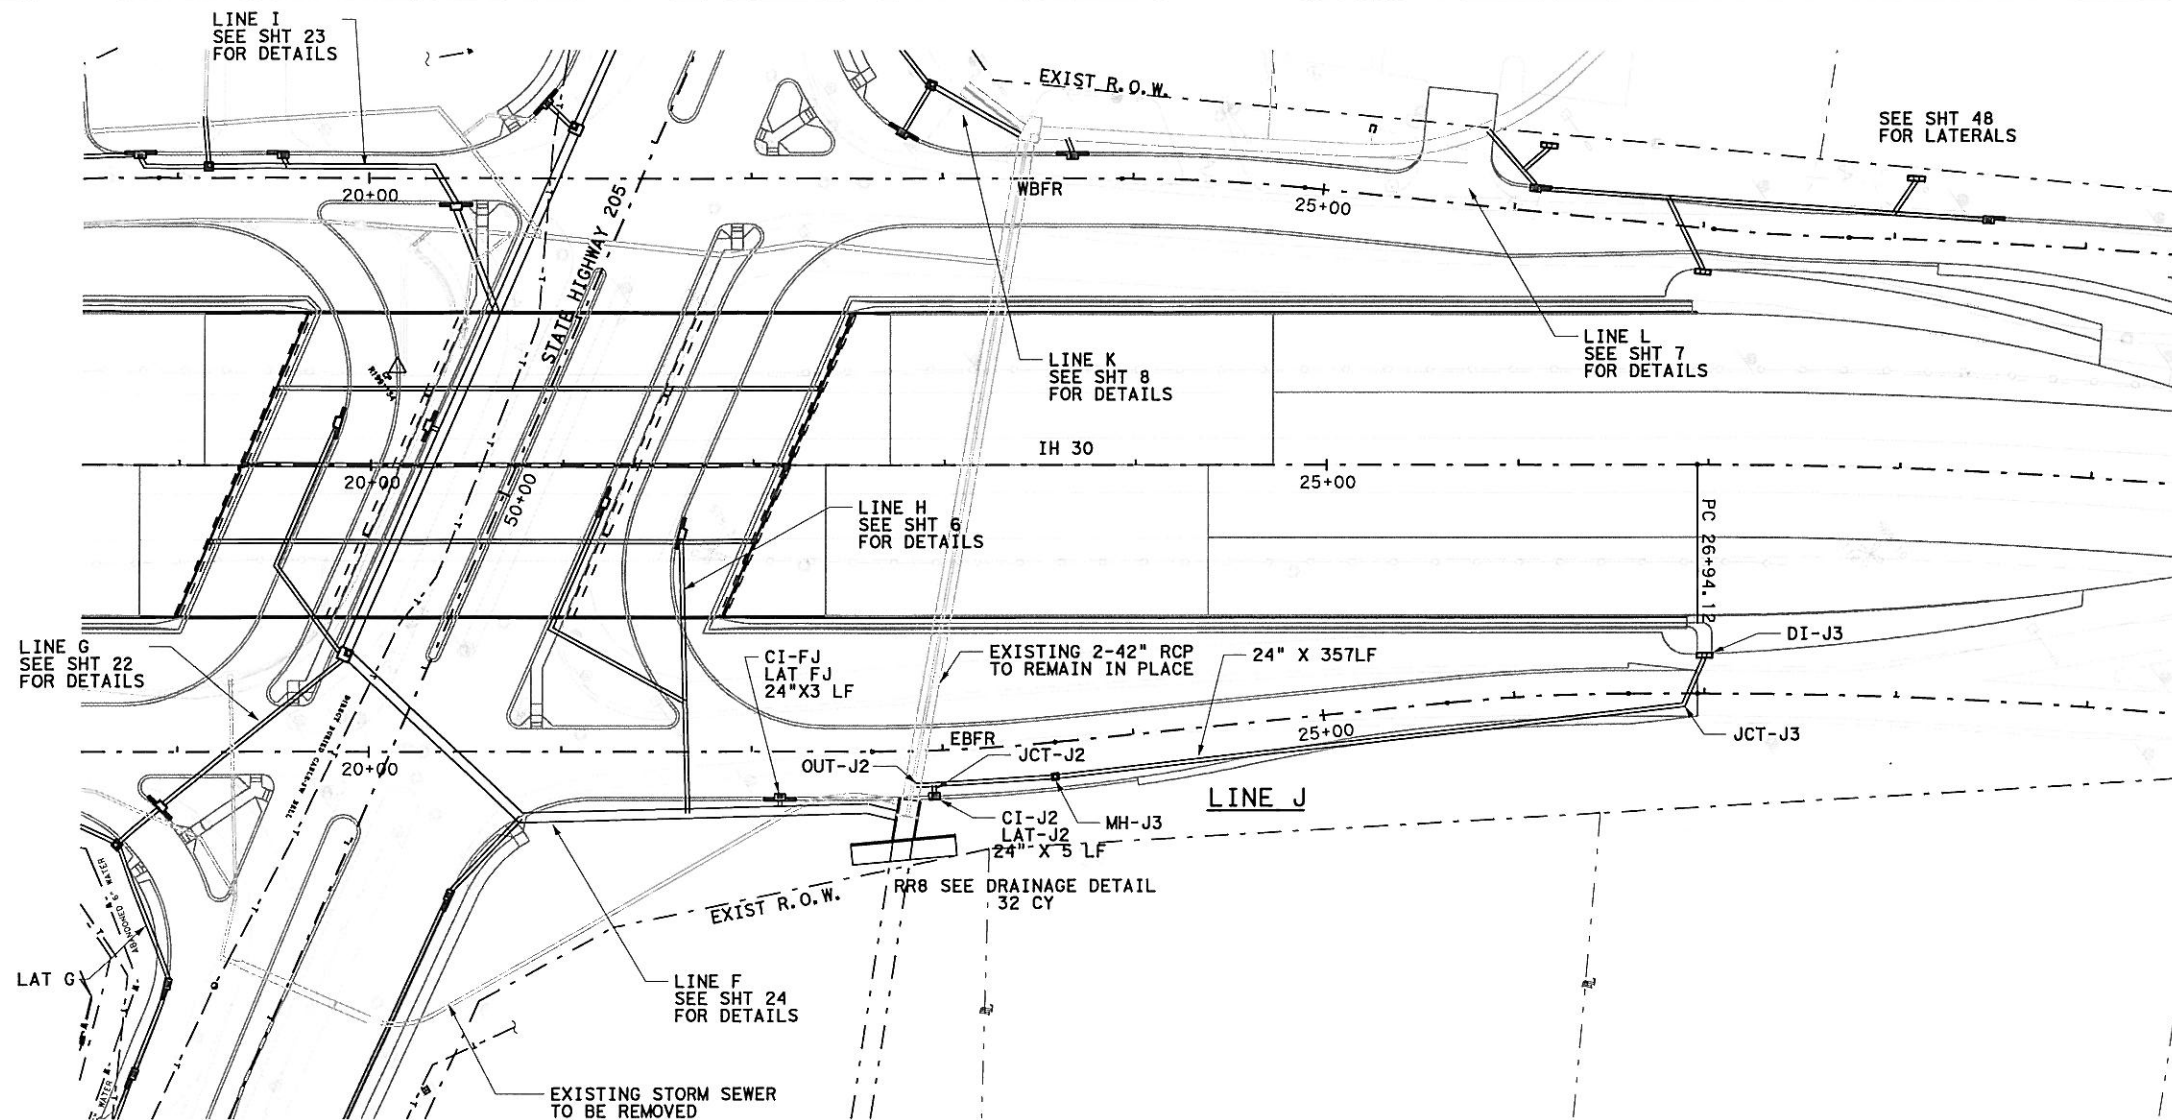 LINE I
SEE SHT 23
FOR DETAILS
EXIST R.O.W.
SEE SHT 48
FOR LATERALS
20+00
WBFR
25+00
STATE HIGHWAY 205
LINE K
SEE SHT 8
FOR DETAILS
LINE L
SEE SHT 7
FOR DETAILS
IH 30
20+00
50+00
25+00
LINE H
SEE SHT 6
FOR DETAILS
PC 26+94.12
LINE G
SEE SHT 22
FOR DETAILS
CI-FJ
LAT FJ
24"X3 LF
EXISTING 2-42" RCP
TO REMAIN IN PLACE
24" X 357LF
DI-J3
JCT-J3
EBFR
25+00
20+00
OUT-J2
JCT-J2
LINE J
CI-J2
LAT-J2
24" X 5 LF
MH-J3
RR8 SEE DRAINAGE DETAIL
32 CY
EXIST R.O.W.
ABANDONED 6" WATER
LAT G
LINE F
SEE SHT 24
FOR DETAILS
WATER
EXISTING STORM SEWER
TO BE REMOVED